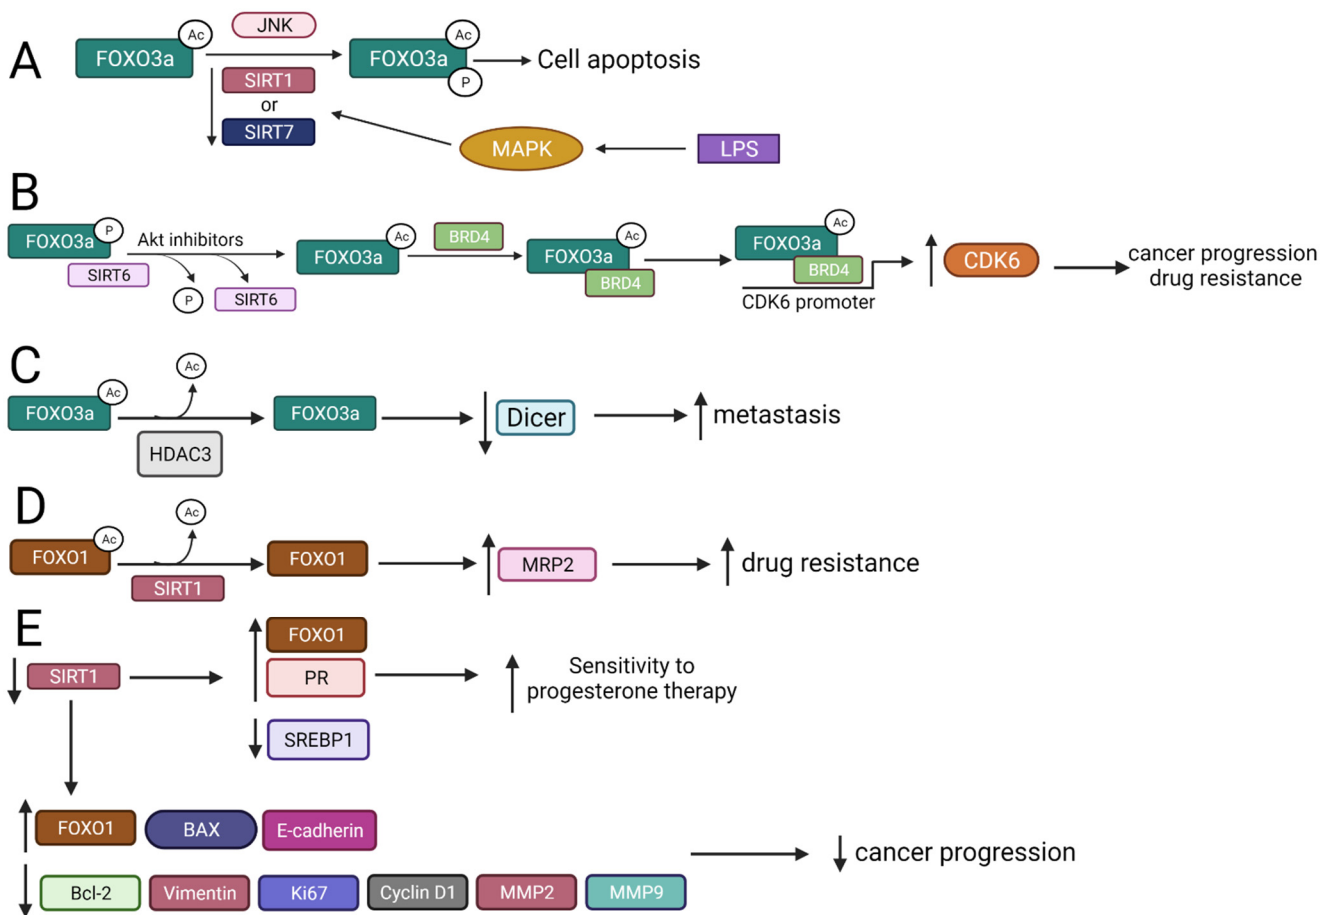 A
FOXO3a
Ac
JNK
SIRT1
or
SIRT7
FOXO3a
Ac
P
Cell apoptosis
MAPK
LPS
B
FOXO3a
P
SIRT6
Akt inhibitors
P
SIRT6
FOXO3a
Ac
BRD4
FOXO3a
Ac
BRD4
FOXO3a
Ac
BRD4
CDK6 promoter
CDK6
cancer progression
drug resistance
C
FOXO3a
Ac
Ac
HDAC3
FOXO3a
Dicer
metastasis
D
FOXO1
Ac
Ac
SIRT1
FOXO1
MRP2
drug resistance
E
SIRT1
FOXO1
PR
SREBP1
Sensitivity to
progesterone therapy
FOXO1
BAX
E-cadherin
Bcl-2
Vimentin
Ki67
Cyclin D1
MMP2
MMP9
cancer progression